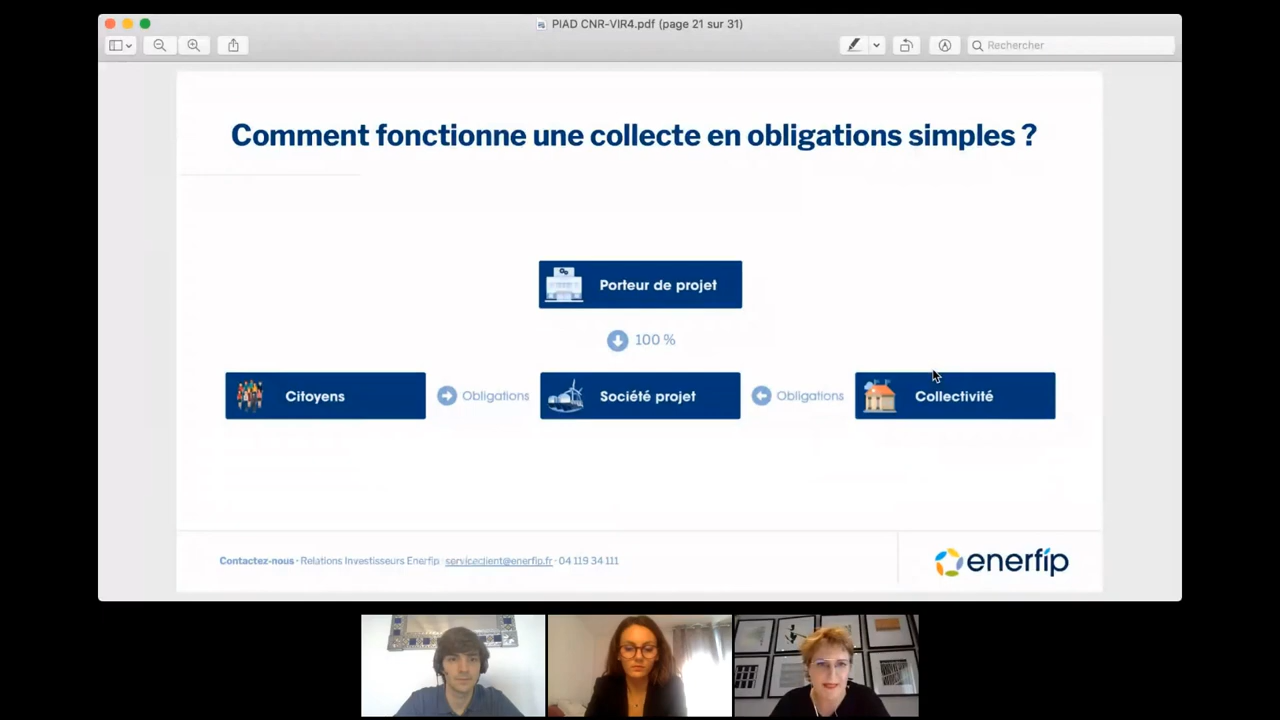 PIAD CNR-VIR4.pdf (page 21 sur 31)
Rechercher
Comment fonctionne une collecte en obligations simples ?
Porteur de projet
100 %
Citoyens
Obligations
Société projet
Obligations
Collectivité
Contactez-nous · Relations Investisseurs Enerfip · serviceclient@enerfip.fr · 04 119 34 111
enerfip